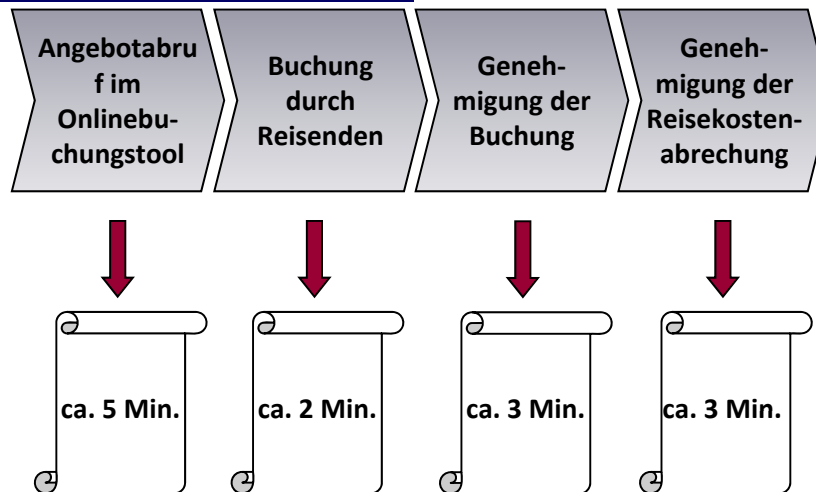 Angebotabru
f im
Onlinebu-
chungstool
Buchung
durch
Reisenden
Geneh-
migung der
Buchung
Geneh-
migung der
Reisekosten-
abrechung
ca. 5 Min.
ca. 2 Min.
ca. 3 Min.
ca. 3 Min.